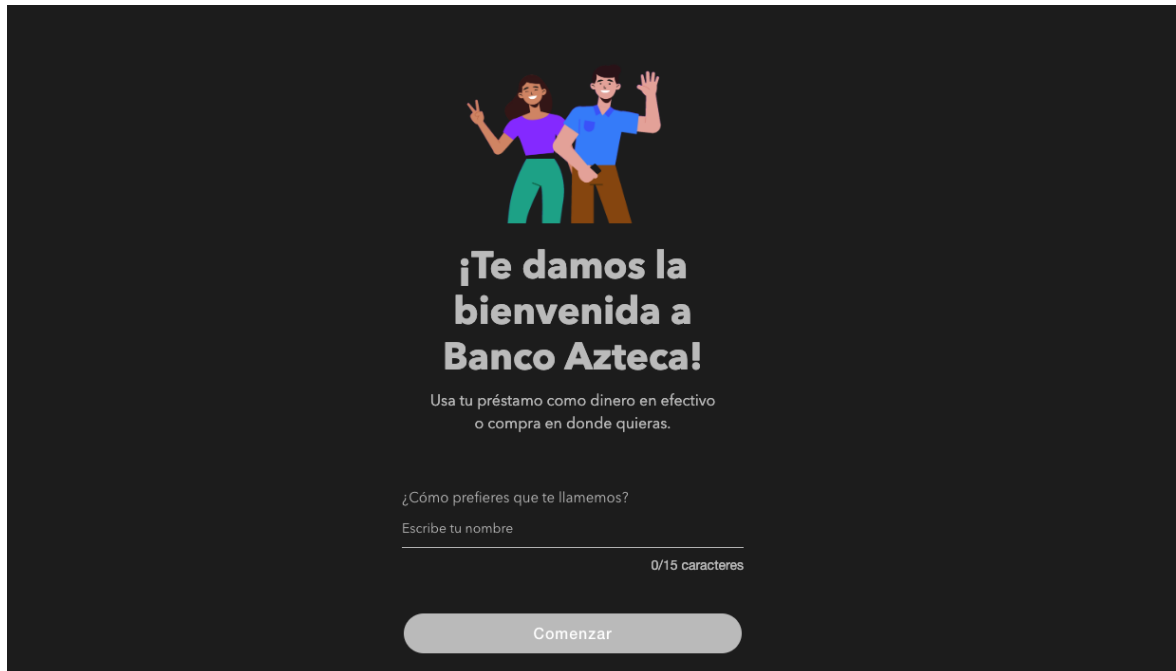 ¡Te damos la
bienvenida a
Banco Azteca!
Usa tu préstamo como dinero en efectivo
o compra en donde quieras.
¿Cómo prefieres que te llamemos?
Escribe tu nombre
0/15 caracteres
Comenzar